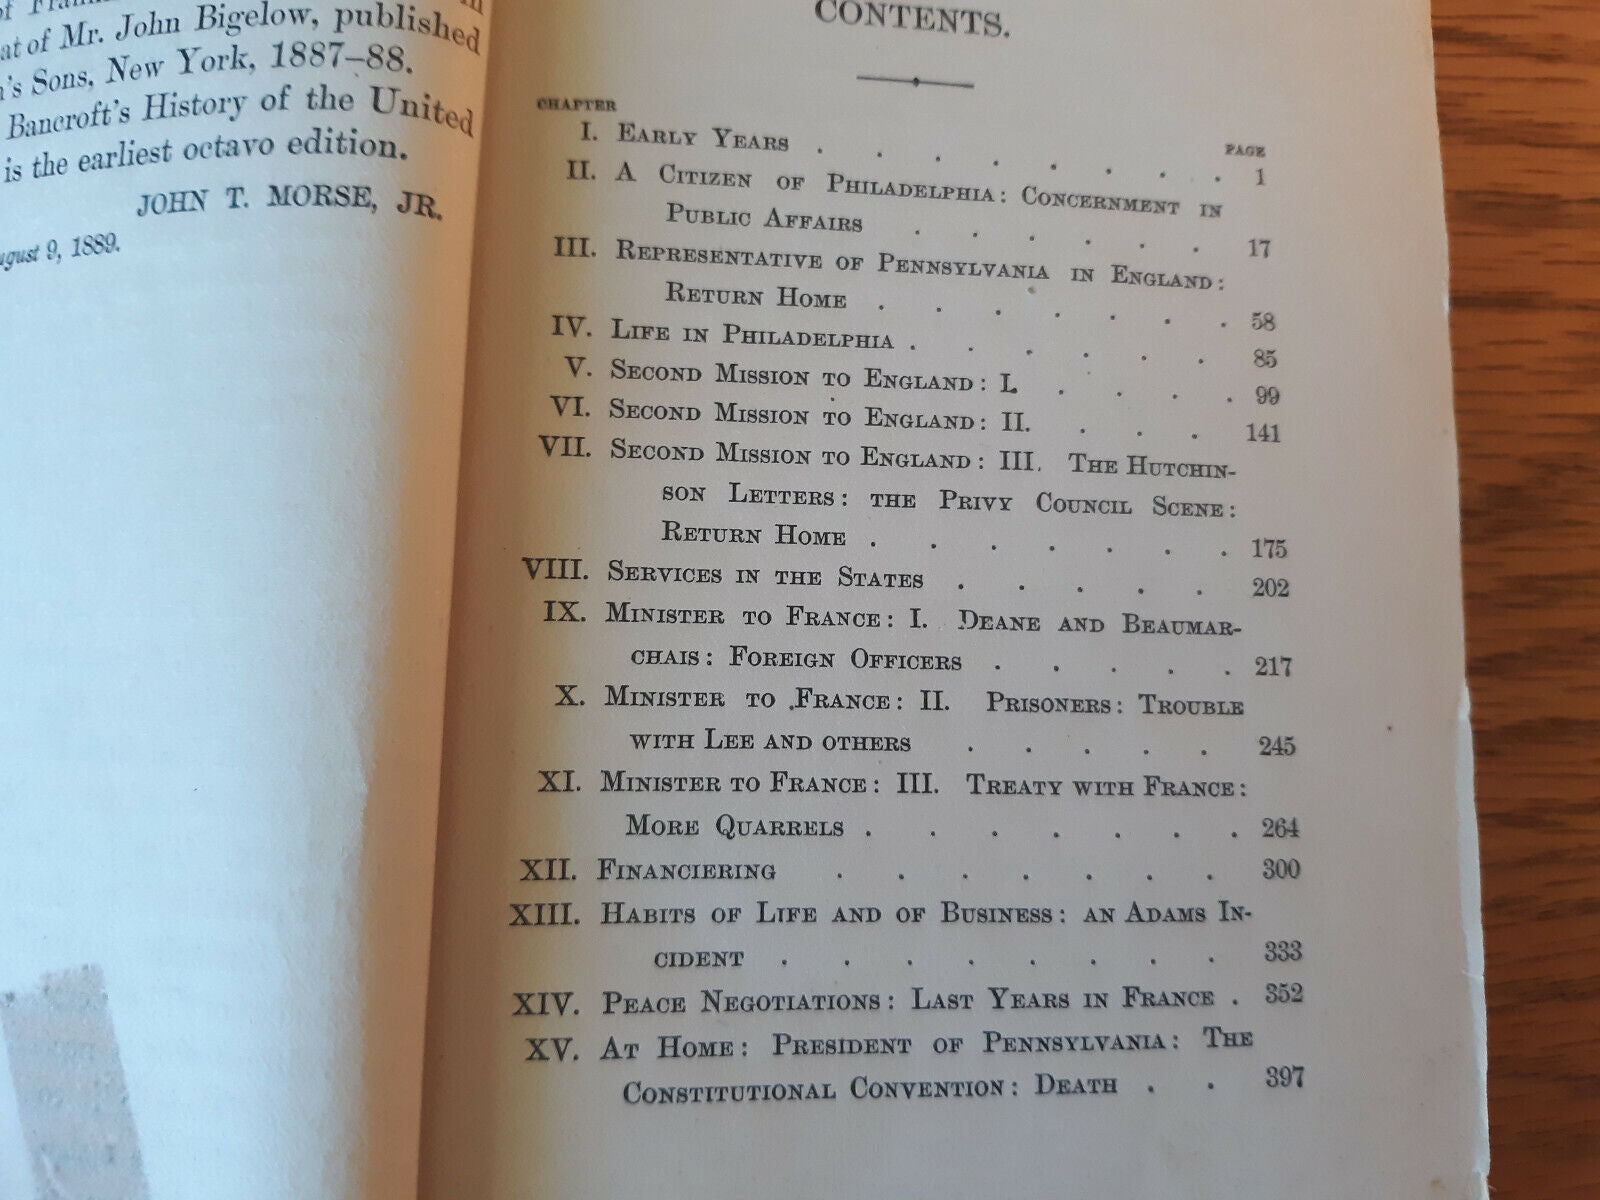 of
at of Mr. John Bigelow, published
's Sons, New York, 1887–88.
Bancroft's History of the United
is the earliest octavo edition.
JOHN T. MORSE, JR.
9, 1889.
CONTENTS.
CHAPTER
PAGE
I. EARLY YEARS . . . . . . . . 1
II. A CITIZEN OF PHILADELPHIA: CONCERNMENT IN
PUBLIC AFFAIRS . . . . . . 17
III. REPRESENTATIVE OF PENNSYLVANIA IN ENGLAND:
RETURN HOME . . . . . . . 58
IV. LIFE IN PHILADELPHIA . . . . . . 85
V. SECOND MISSION TO ENGLAND: I. . . . . 99
VI. SECOND MISSION TO ENGLAND: II. . . . 141
VII. SECOND MISSION TO ENGLAND: III. THE HUTCHIN-
SON LETTERS: THE PRIVY COUNCIL SCENE:
RETURN HOME . . . . . . . 175
VIII. SERVICES IN THE STATES . . . . . 202
IX. MINISTER TO FRANCE: I. DEANE AND BEAUMAR-
CHAIS: FOREIGN OFFICERS . . . . . 217
X. MINISTER TO FRANCE: II. PRISONERS: TROUBLE
WITH LEE AND OTHERS . . . . . 245
XI. MINISTER TO FRANCE: III. TREATY WITH FRANCE:
MORE QUARRELS . . . . . . . 264
XII. FINANCIERING . . . . . . . 300
XIII. HABITS OF LIFE AND OF BUSINESS: AN ADAMS IN-
CIDENT . . . . . . . . 333
XIV. PEACE NEGOTIATIONS: LAST YEARS IN FRANCE . 352
XV. AT HOME: PRESIDENT OF PENNSYLVANIA: THE
CONSTITUTIONAL CONVENTION: DEATH . . 397